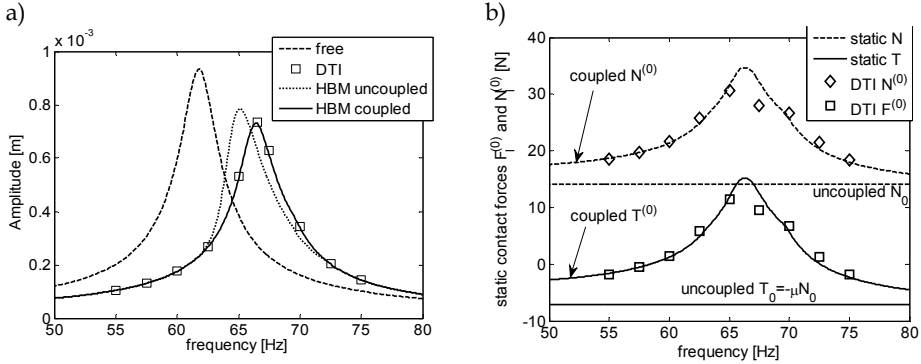 a)
1 x 10⁻³
free
DTI
HBM uncoupled
HBM coupled
0.8
0.6
0.4
0.2
0
Amplitude [m]
50 55 60 65 70 75 80
frequency [Hz]
b)
40
30
20
10
0
-10
static contact forces F_l^(0) and N_l^(0) [N]
static N
static T
DTI N^(0)
DTI F^(0)
coupled N^(0)
uncoupled N_0
coupled T^(0)
uncoupled T_0=-μN_0
50 55 60 65 70 75 80
frequency [Hz]